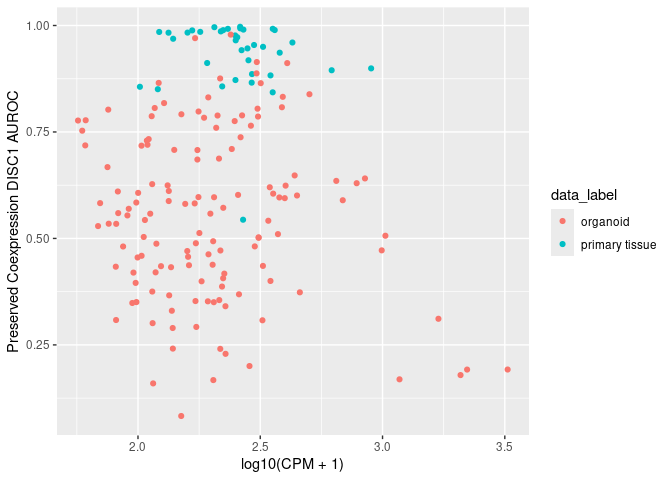 1.00
0.75
0.50
0.25
Preserved Coexpression DISC1 AUROC
2.0 2.5 3.0 3.5
log10(CPM + 1)
data_label
organoid
primary tissue